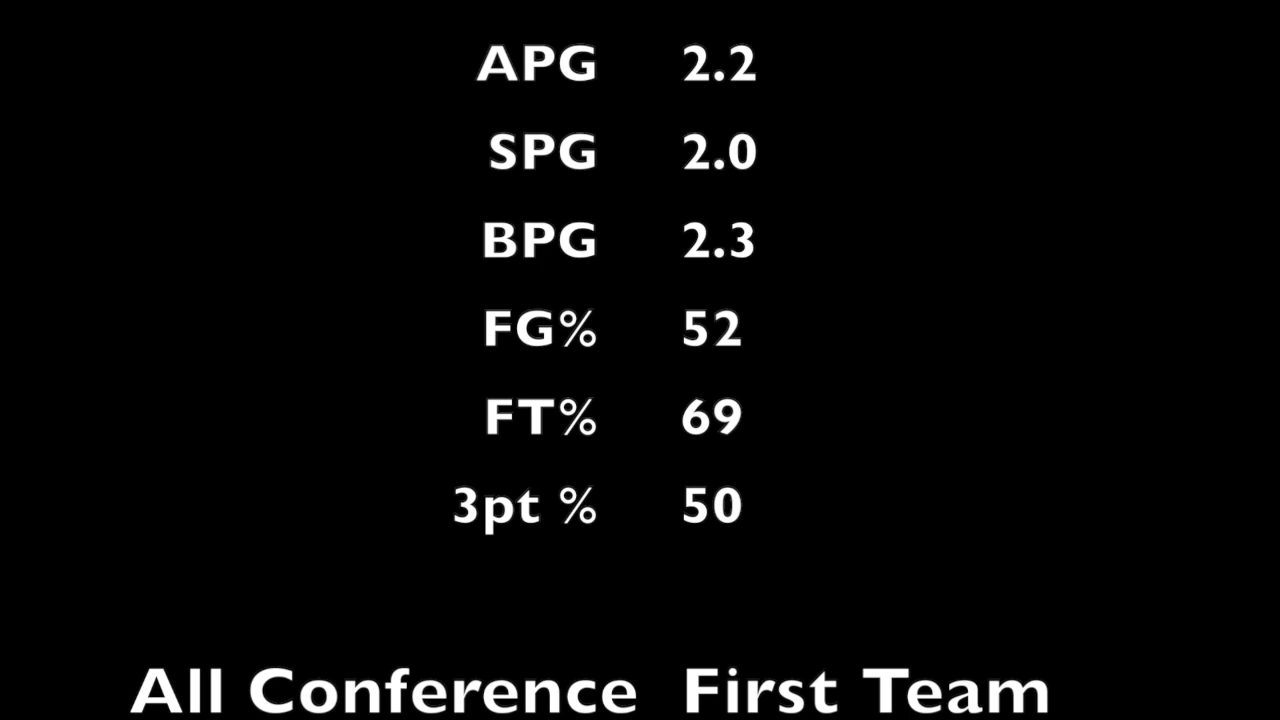 APG 2.2
SPG 2.0
BPG 2.3
FG% 52
FT% 69
3pt % 50
All Conference First Team